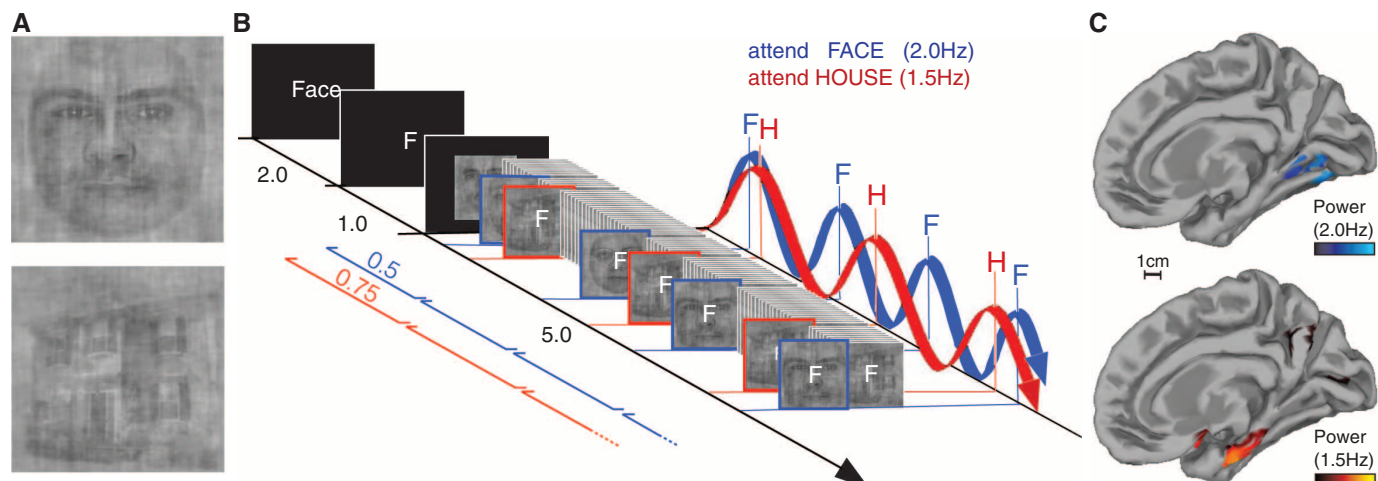 A
B
C
attend FACE (2.0Hz)
attend HOUSE (1.5Hz)
Face
F
F
F
F
F
F
F
F
2.0
1.0
5.0
0.5
0.75
F
H
F
H
F
H
F
Power
(2.0Hz)
1cm
Power
(1.5Hz)